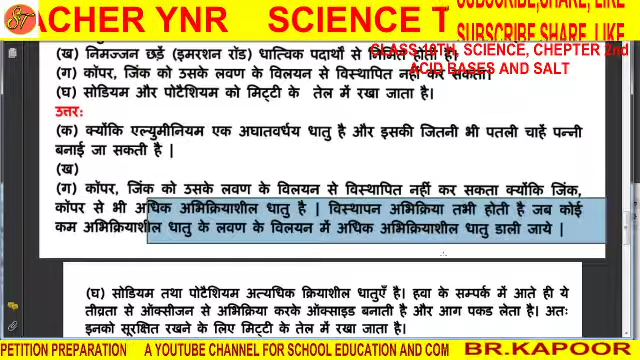 ACHER YNR SCIENCE T
SUBSCRIBE,SHARE, LIKE
SUBSCRIBE,SHARE, LIKE
CLASS 10TH, SCIENCE, CHEPTER 2nd
ACID BASES AND SALT
(ख) निमज्जन छड़ें (इमरशन रॉड) धात्विक पदार्थों से निर्मित होती हैं।
(ग) कॉपर, जिंक को उसके लवण के विलयन से विस्थापित नहीं कर सकता।
(घ) सोडियम और पोटैशियम को मिट्टी के तेल में रखा जाता है।
उत्तरः
(क) क्योंकि एल्युमीनियम एक अघातवर्धय धातु है और इसकी जितनी भी पतली चाहें पन्नी
बनाई जा सकती है |
(ख)
(ग) कॉपर, जिंक को उसके लवण के विलयन से विस्थापित नहीं कर सकता क्योंकि जिंक,
कॉपर से भी अधिक अभिक्रियाशील धातु है | विस्थापन अभिक्रिया तभी होती है जब कोई
कम अभिक्रियाशील धातु के लवण के विलयन में अधिक अभिक्रियाशील धातु डाली जाये |
(घ) सोडियम तथा पोटैशियम अत्यधिक क्रियाशील धातुएँ है। हवा के सम्पर्क में आते ही ये
तीव्रता से ऑक्सीजन से अभिक्रिया करके ऑक्साइड बनाती है और आग पकड लेता है। अतः
इनको सुरक्षित रखने के लिए मिट्टी के तेल में रखा जाता है।
PETITION PREPARATION A YOUTUBE CHANNEL FOR SCHOOL EDUCATION AND COM BR.KAPOOR